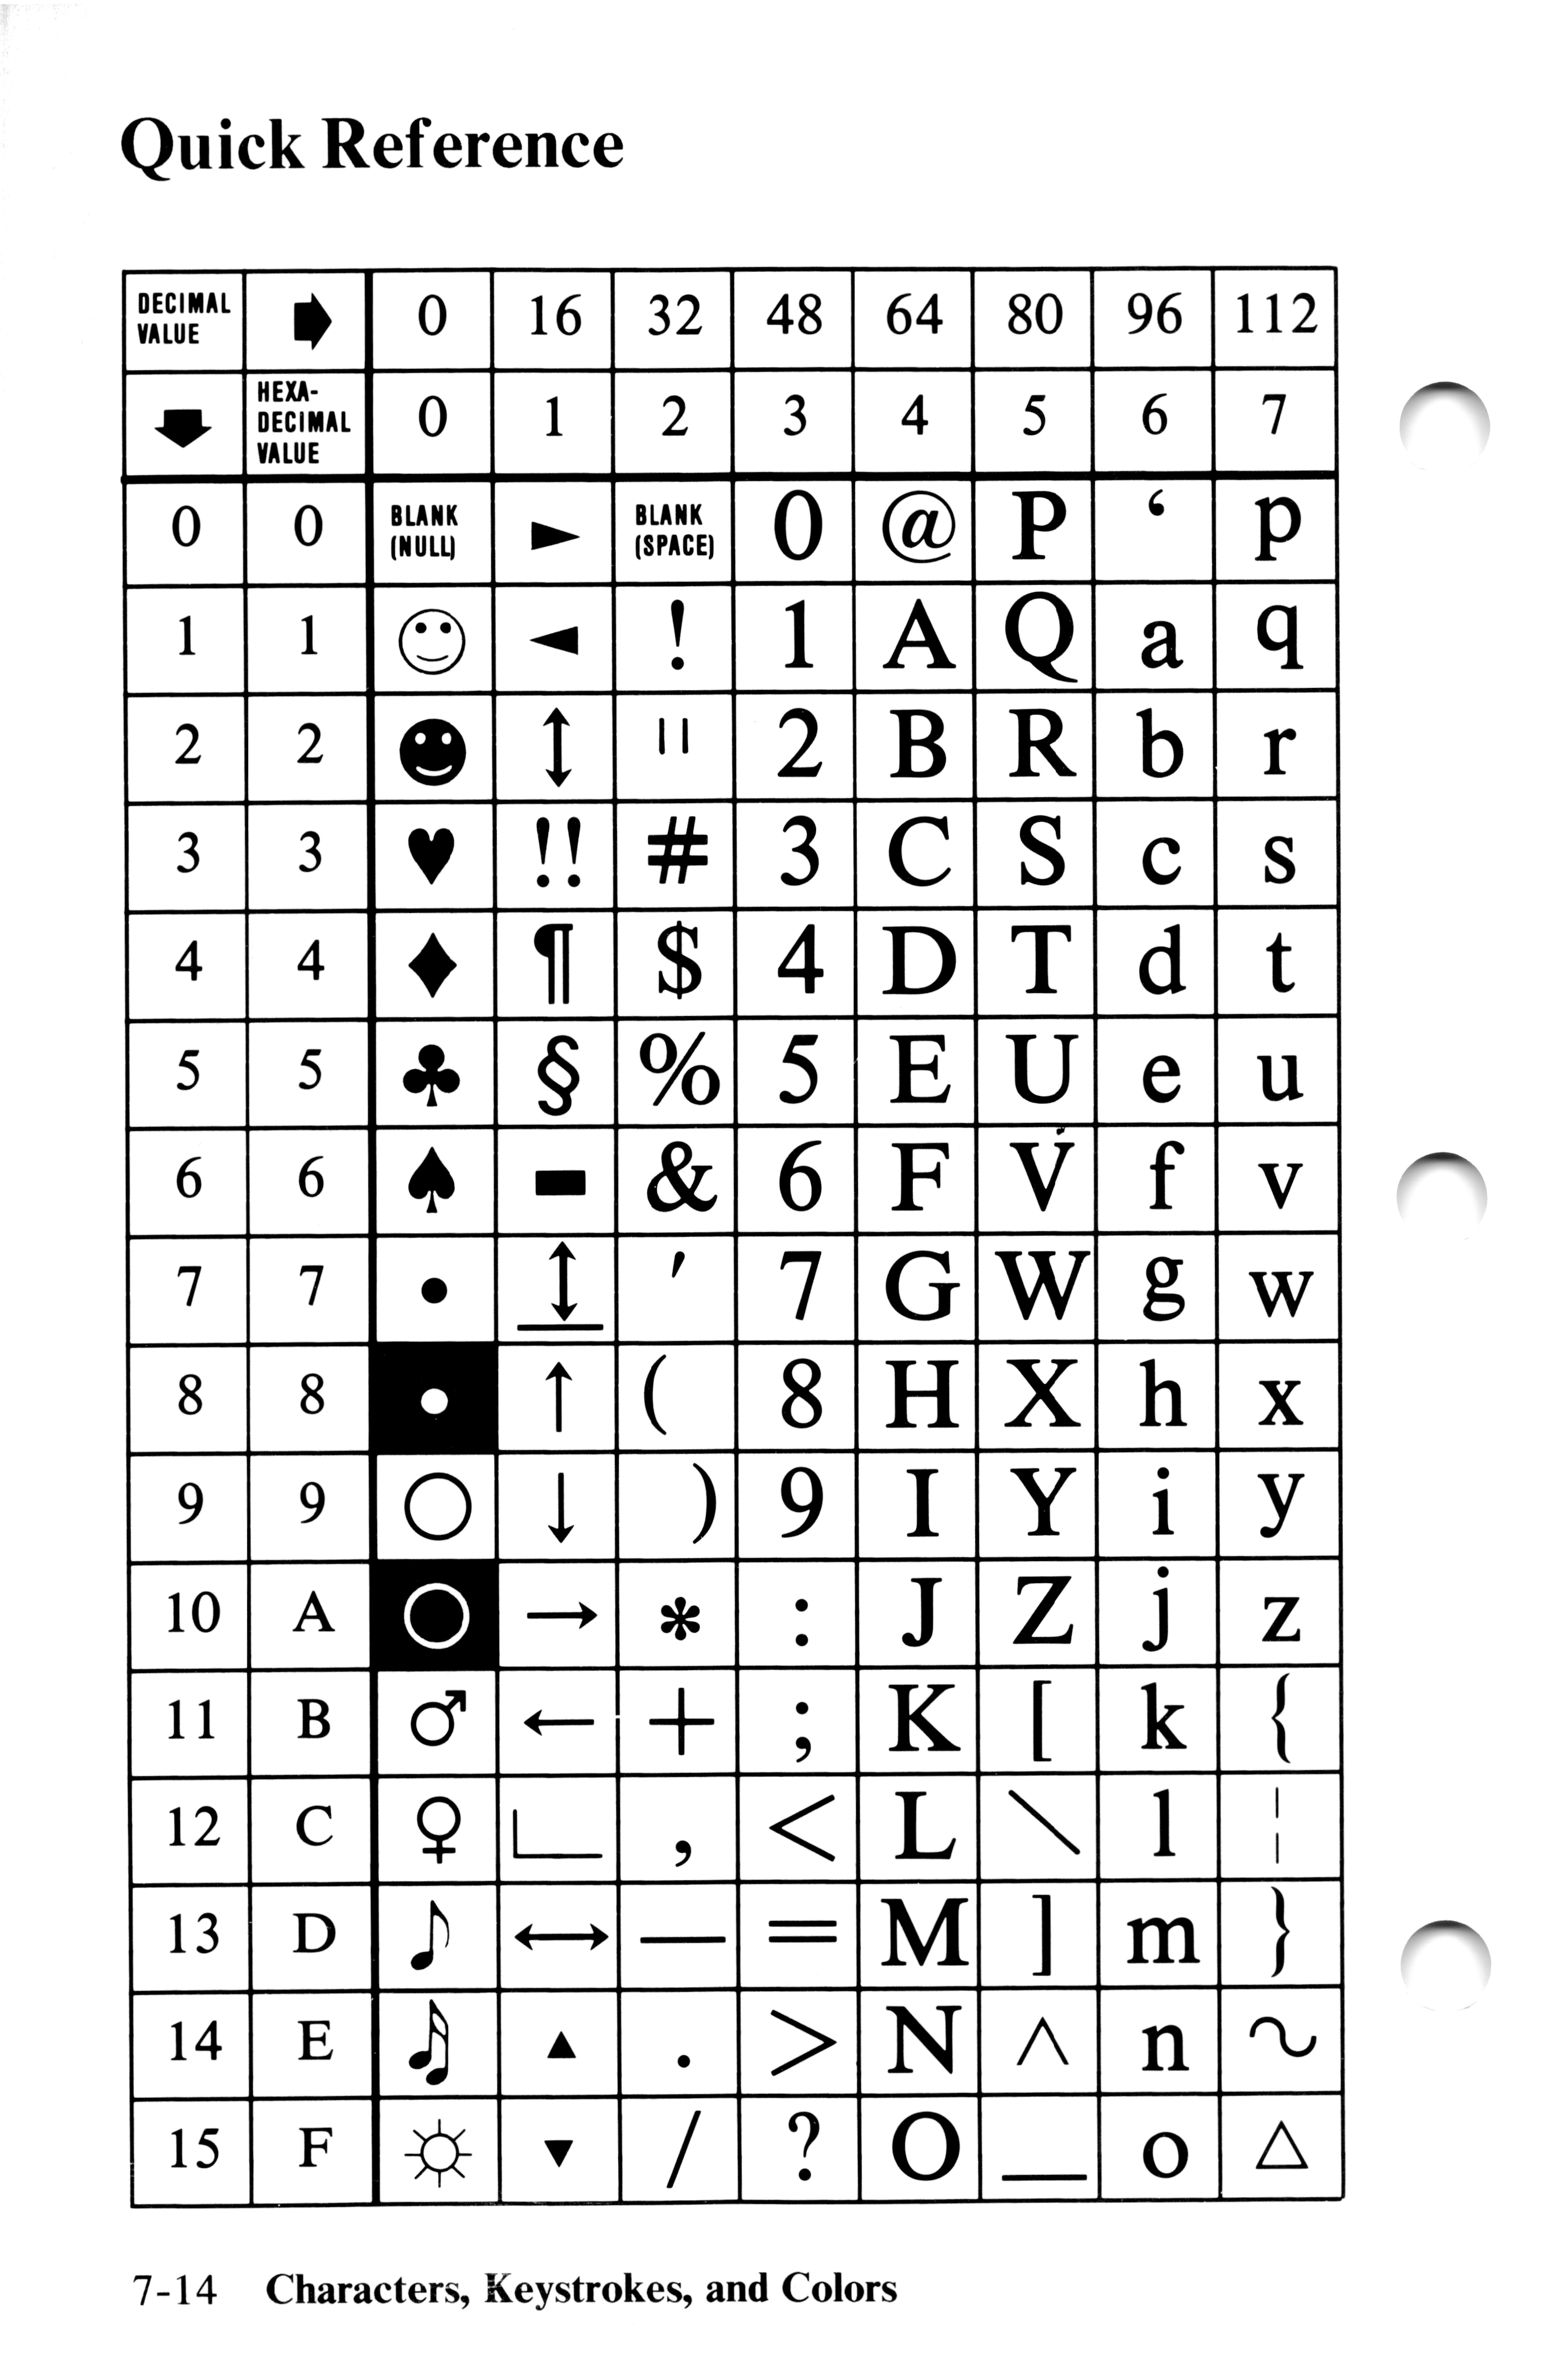 Quick Reference
DECIMAL VALUE ➡ 0 16 32 48 64 80 96 112
⬇ HEXA-DECIMAL VALUE 0 1 2 3 4 5 6 7
0 0 BLANK (NULL) ► BLANK (SPACE) 0 @ P ‘ p
1 1 ☺ ◄ ! 1 A Q a q
2 2 ☻ ↕ " 2 B R b r
3 3 ♥ ‼ # 3 C S c s
4 4 ♦ ¶ $ 4 D T d t
5 5 ♣ § % 5 E U e u
6 6 ♠ ▬ & 6 F V f v
7 7 • ↨ ' 7 G W g w
8 8 ◘ ↑ ( 8 H X h x
9 9 ○ ↓ ) 9 I Y i y
10 A ◙ → * : J Z j z
11 B ♂ ← + ; K [ k {
12 C ♀ ∟ , < L \ l ¦
13 D ♪ ↔ — = M ] m }
14 E ♫ ▲ . > N ^ n ~
15 F ☼ ▼ / ? O _ o △
7-14 Characters, Keystrokes, and Colors